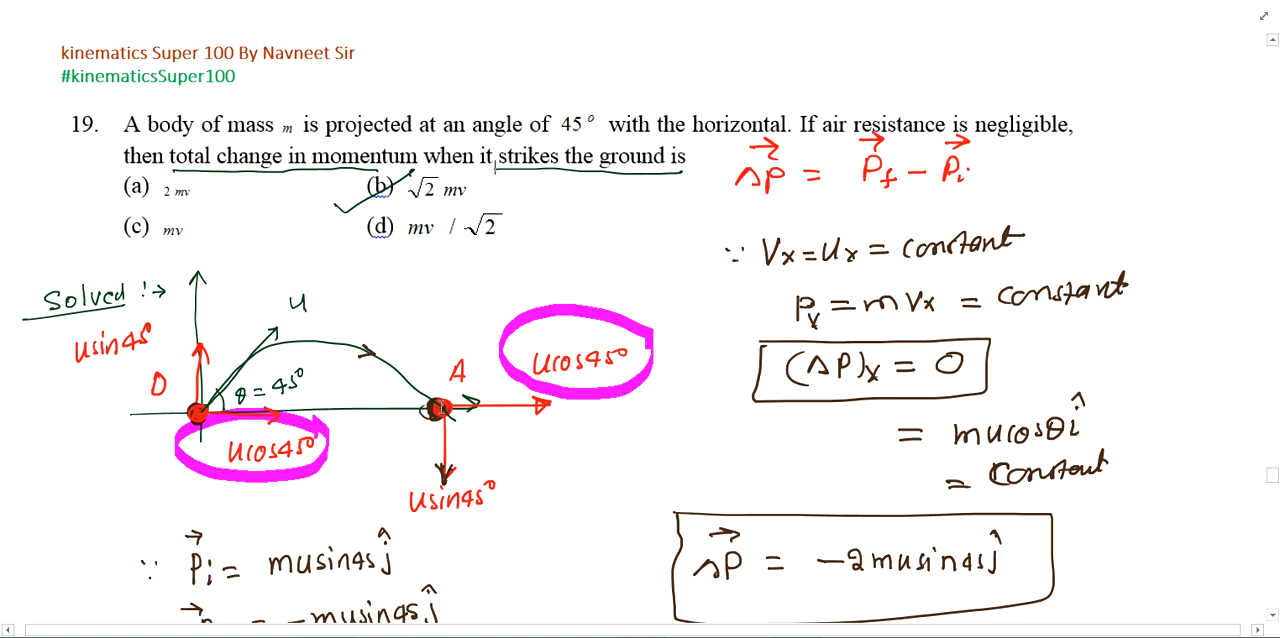 kinematics Super 100 By Navneet Sir
#kinematicsSuper100
19. A body of mass m is projected at an angle of 45° with the horizontal. If air resistance is negligible,
then total change in momentum when it strikes the ground is
(a) 2 mv (b) √2 mv
(c) mv (d) mv / √2
ΔP⃗ = P⃗f − P⃗i
∵ Vx = Ux = constant
Px = mVx = constant
(ΔP)x = 0
= mucosθ î
= constant
ΔP⃗ = −2musin45 ĵ
Solved :→
usin45°
u
O
θ = 45°
A
ucos45°
ucos45°
usin45°
∵ P⃗i = musin45 ĵ
= −musin45 ĵ